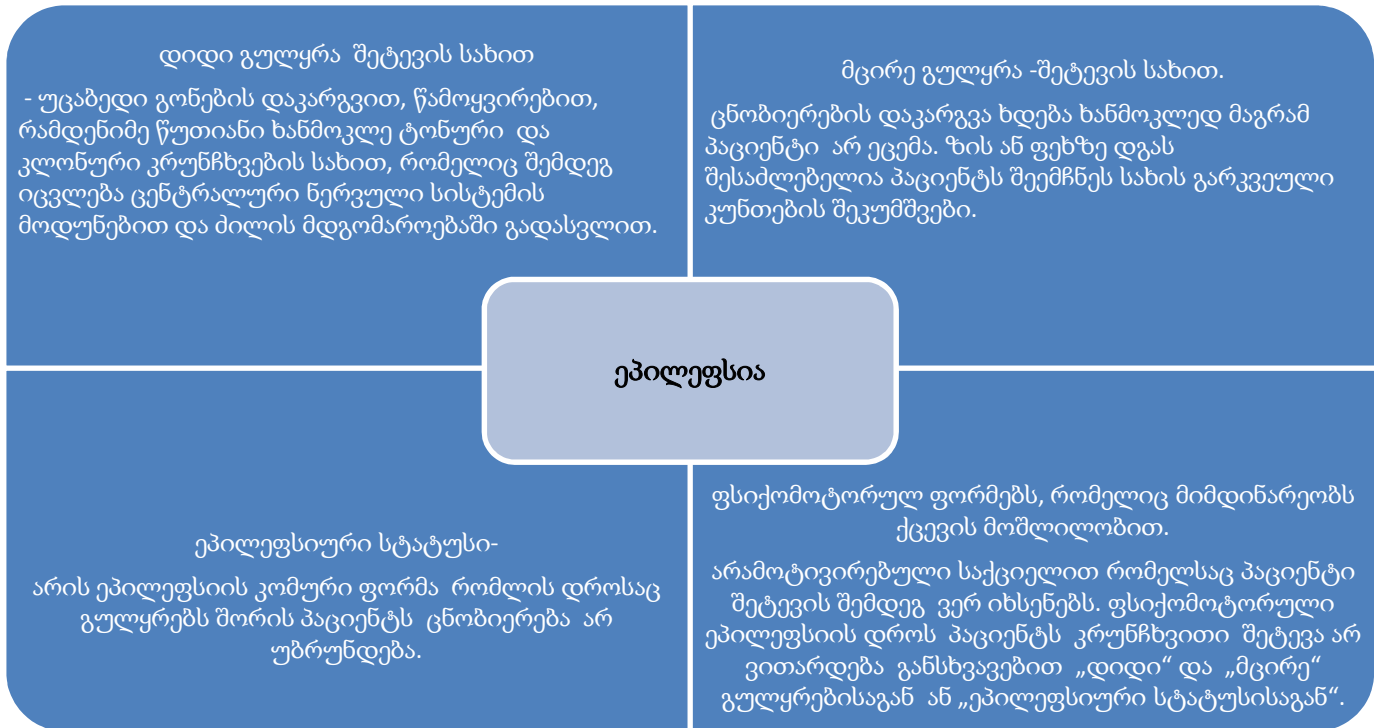 დიდი გულყრა შეტევის სახით
- უცაბედი გონების დაკარგვით, წამოყვირებით,
რამდენიმე წუთიანი ხანმოკლე ტონური და
კლონური კრუნჩხვების სახით, რომელიც შემდეგ
იცვლება ცენტრალური ნერვული სისტემის
მოდუნებით და ძილის მდგომაროებაში გადასვლით.
მცირე გულყრა -შეტევის სახით.
ცნობიერების დაკარგვა ხდება ხანმოკლედ მაგრამ
პაციენტი არ ეცემა. ზის ან ფეხზე დგას
შესაძლებელია პაციენტს შეემჩნეს სახის გარკვეული
კუნთების შეკუმშვები.
ეპილეფსია
ეპილეფსიური სტატუსი-
არის ეპილეფსიის კომური ფორმა რომლის დროსაც
გულყრებს შორის პაციენტს ცნობიერება არ
უბრუნდება.
ფსიქომოტორულ ფორმებს, რომელიც მიმდინარეობს
ქცევის მოშლილობით.
არამოტივირებული საქციელით რომელსაც პაციენტი
შეტევის შემდეგ ვერ იხსენებს. ფსიქომოტორული
ეპილეფსიის დროს პაციენტს კრუნჩხვითი შეტევა არ
ვითარდება განსხვავებით „დიდი“ და „მცირე“
გულყრებისაგან ან „ეპილეფსიური სტატუსისაგან“.